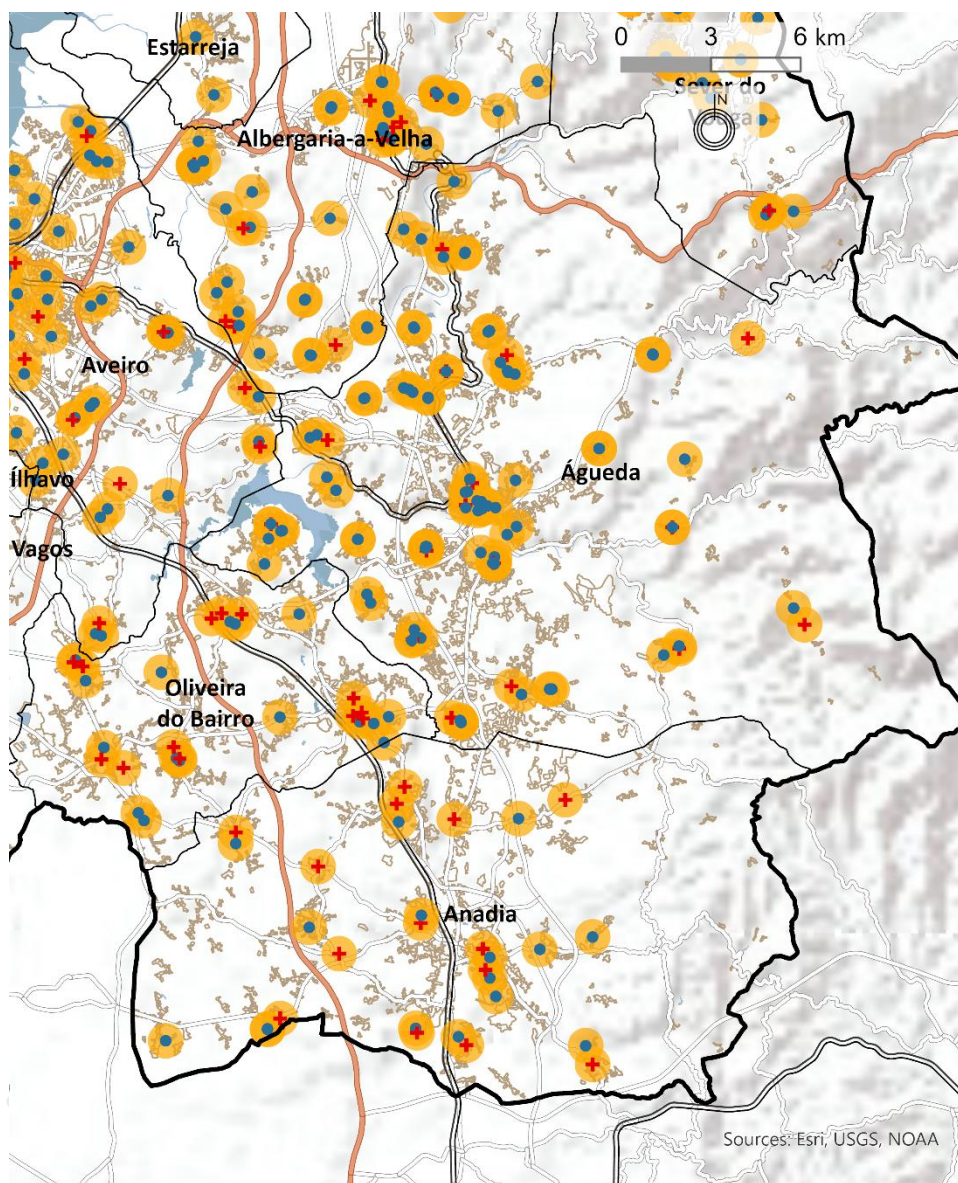 Estarreja
0 3 6 km
Sever do
Vouga
N
Albergaria-a-Velha
Aveiro
Ílhavo
Águeda
Vagos
Oliveira
do Bairro
Anadia
Sources: Esri, USGS, NOAA